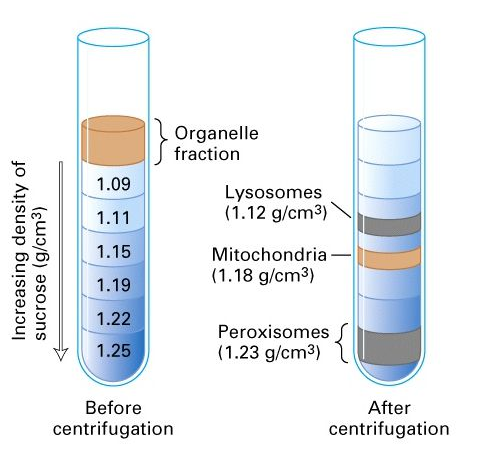 Organelle
fraction
Increasing density of
sucrose (g/cm³)
1.09
1.11
1.15
1.19
1.22
1.25
Before
centrifugation
Lysosomes
(1.12 g/cm³)
Mitochondria
(1.18 g/cm³)
Peroxisomes
(1.23 g/cm³)
After
centrifugation